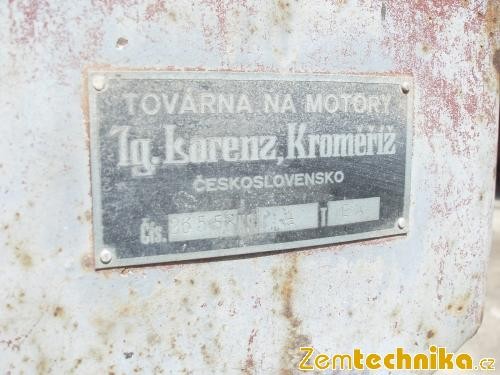 TOVÁRNA NA MOTORY
Ig. Lorenz, Kroměříž
ČESKOSLOVENSKO
Čís. T
Zemtechnika.cz